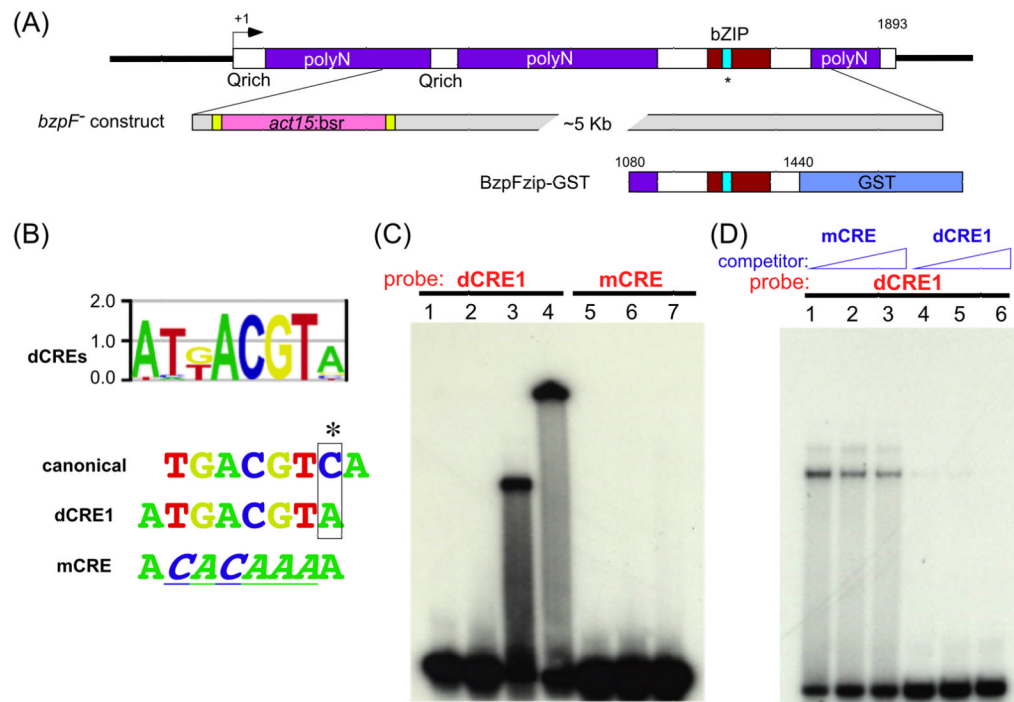 (A)
+1
bZIP
1893
polyN
polyN
polyN
Qrich
Qrich
*
bzpF- construct
act15:bsr
~5 Kb
1080
1440
BzpFzip-GST
GST
(B)
2.0
1.0
0.0
dCREs
ATGACGTA
T
*
canonical TGACGTCA
dCRE1 ATGACGTA
mCRE ACACAAAA
(C)
probe: dCRE1 mCRE
1 2 3 4 5 6 7
(D)
mCRE dCRE1
competitor:
probe: dCRE1
1 2 3 4 5 6